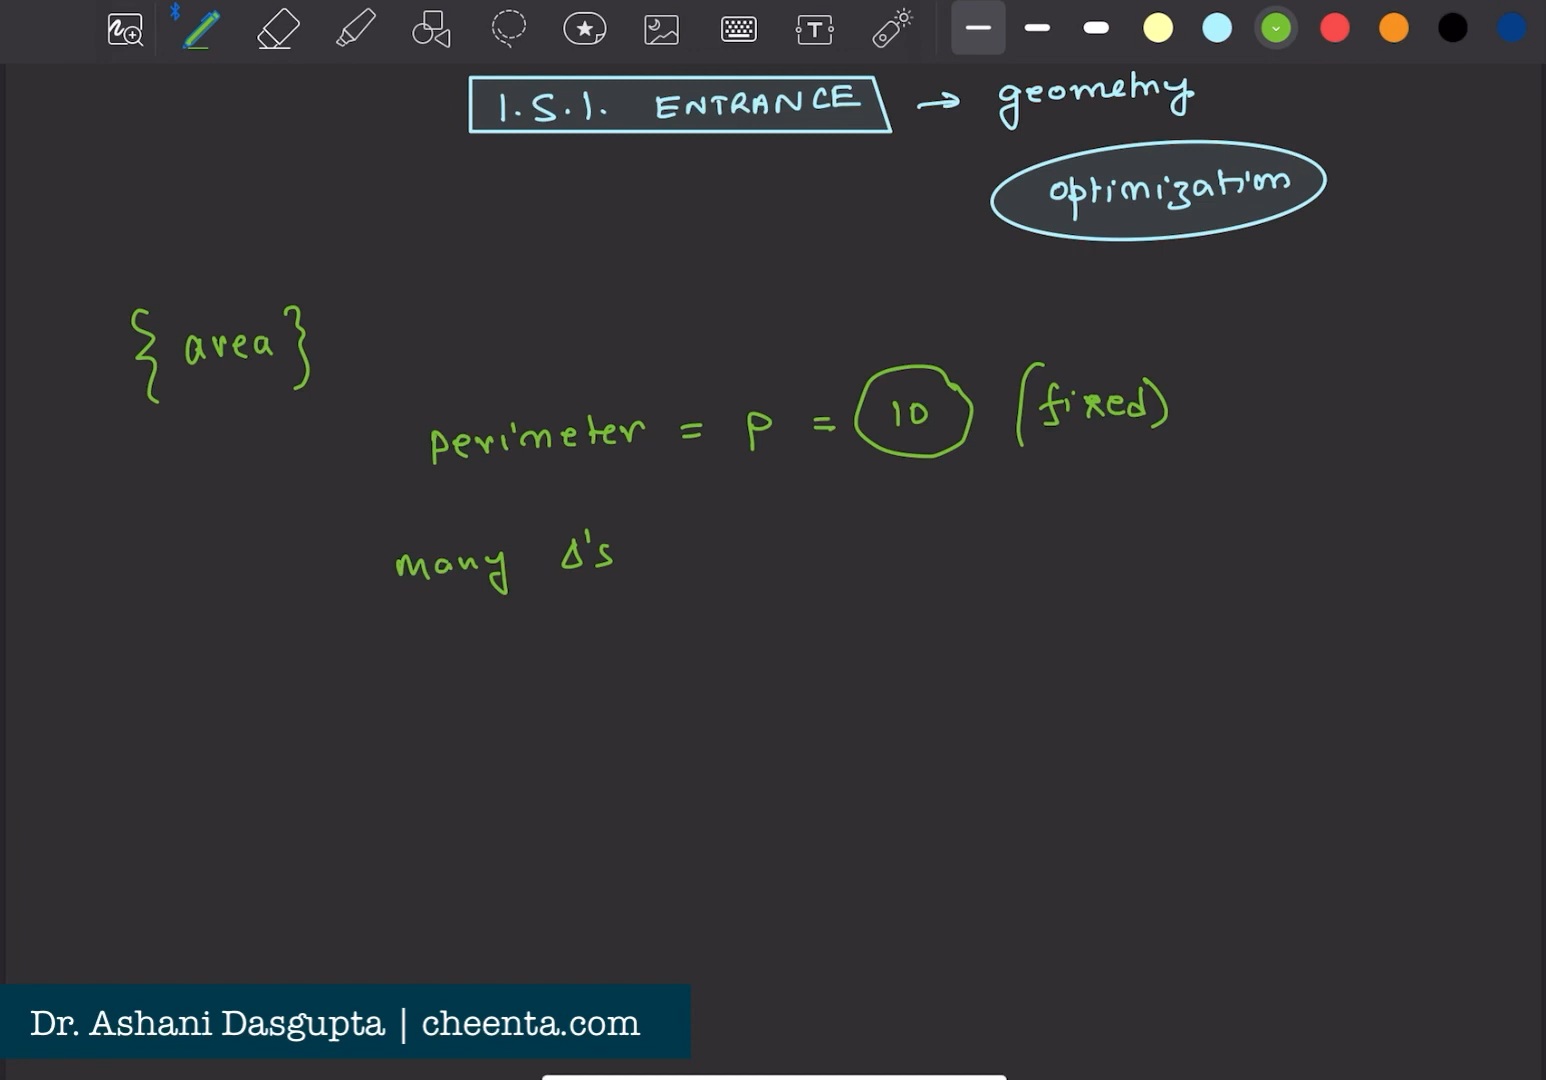 I.S.I. ENTRANCE → geometry
optimization
{area}
perimeter = P = 10 (fixed)
many Δ's
Dr. Ashani Dasgupta | cheenta.com